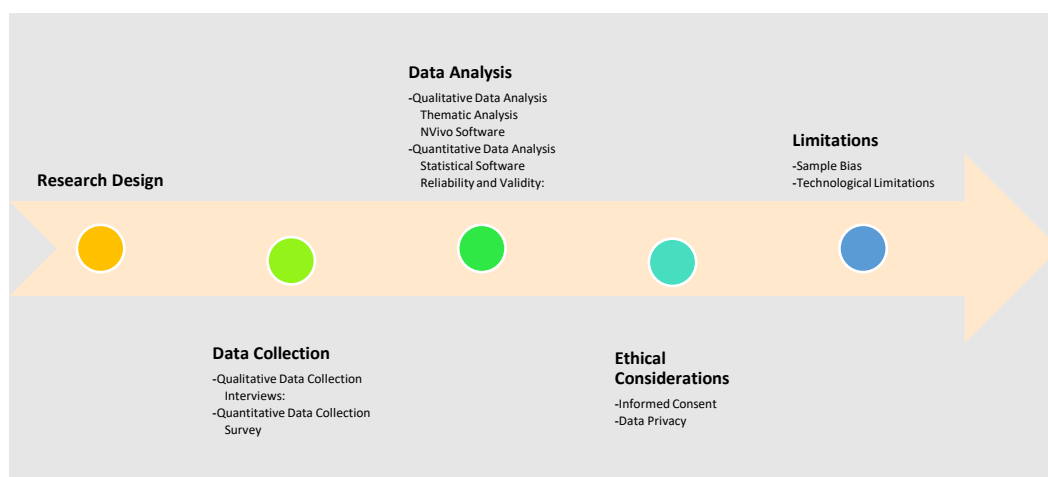 Research Design
Data Collection
-Qualitative Data Collection
Interviews:
-Quantitative Data Collection
Survey
Data Analysis
-Qualitative Data Analysis
Thematic Analysis
NVivo Software
-Quantitative Data Analysis
Statistical Software
Reliability and Validity:
Ethical
Considerations
-Informed Consent
-Data Privacy
Limitations
-Sample Bias
-Technological Limitations